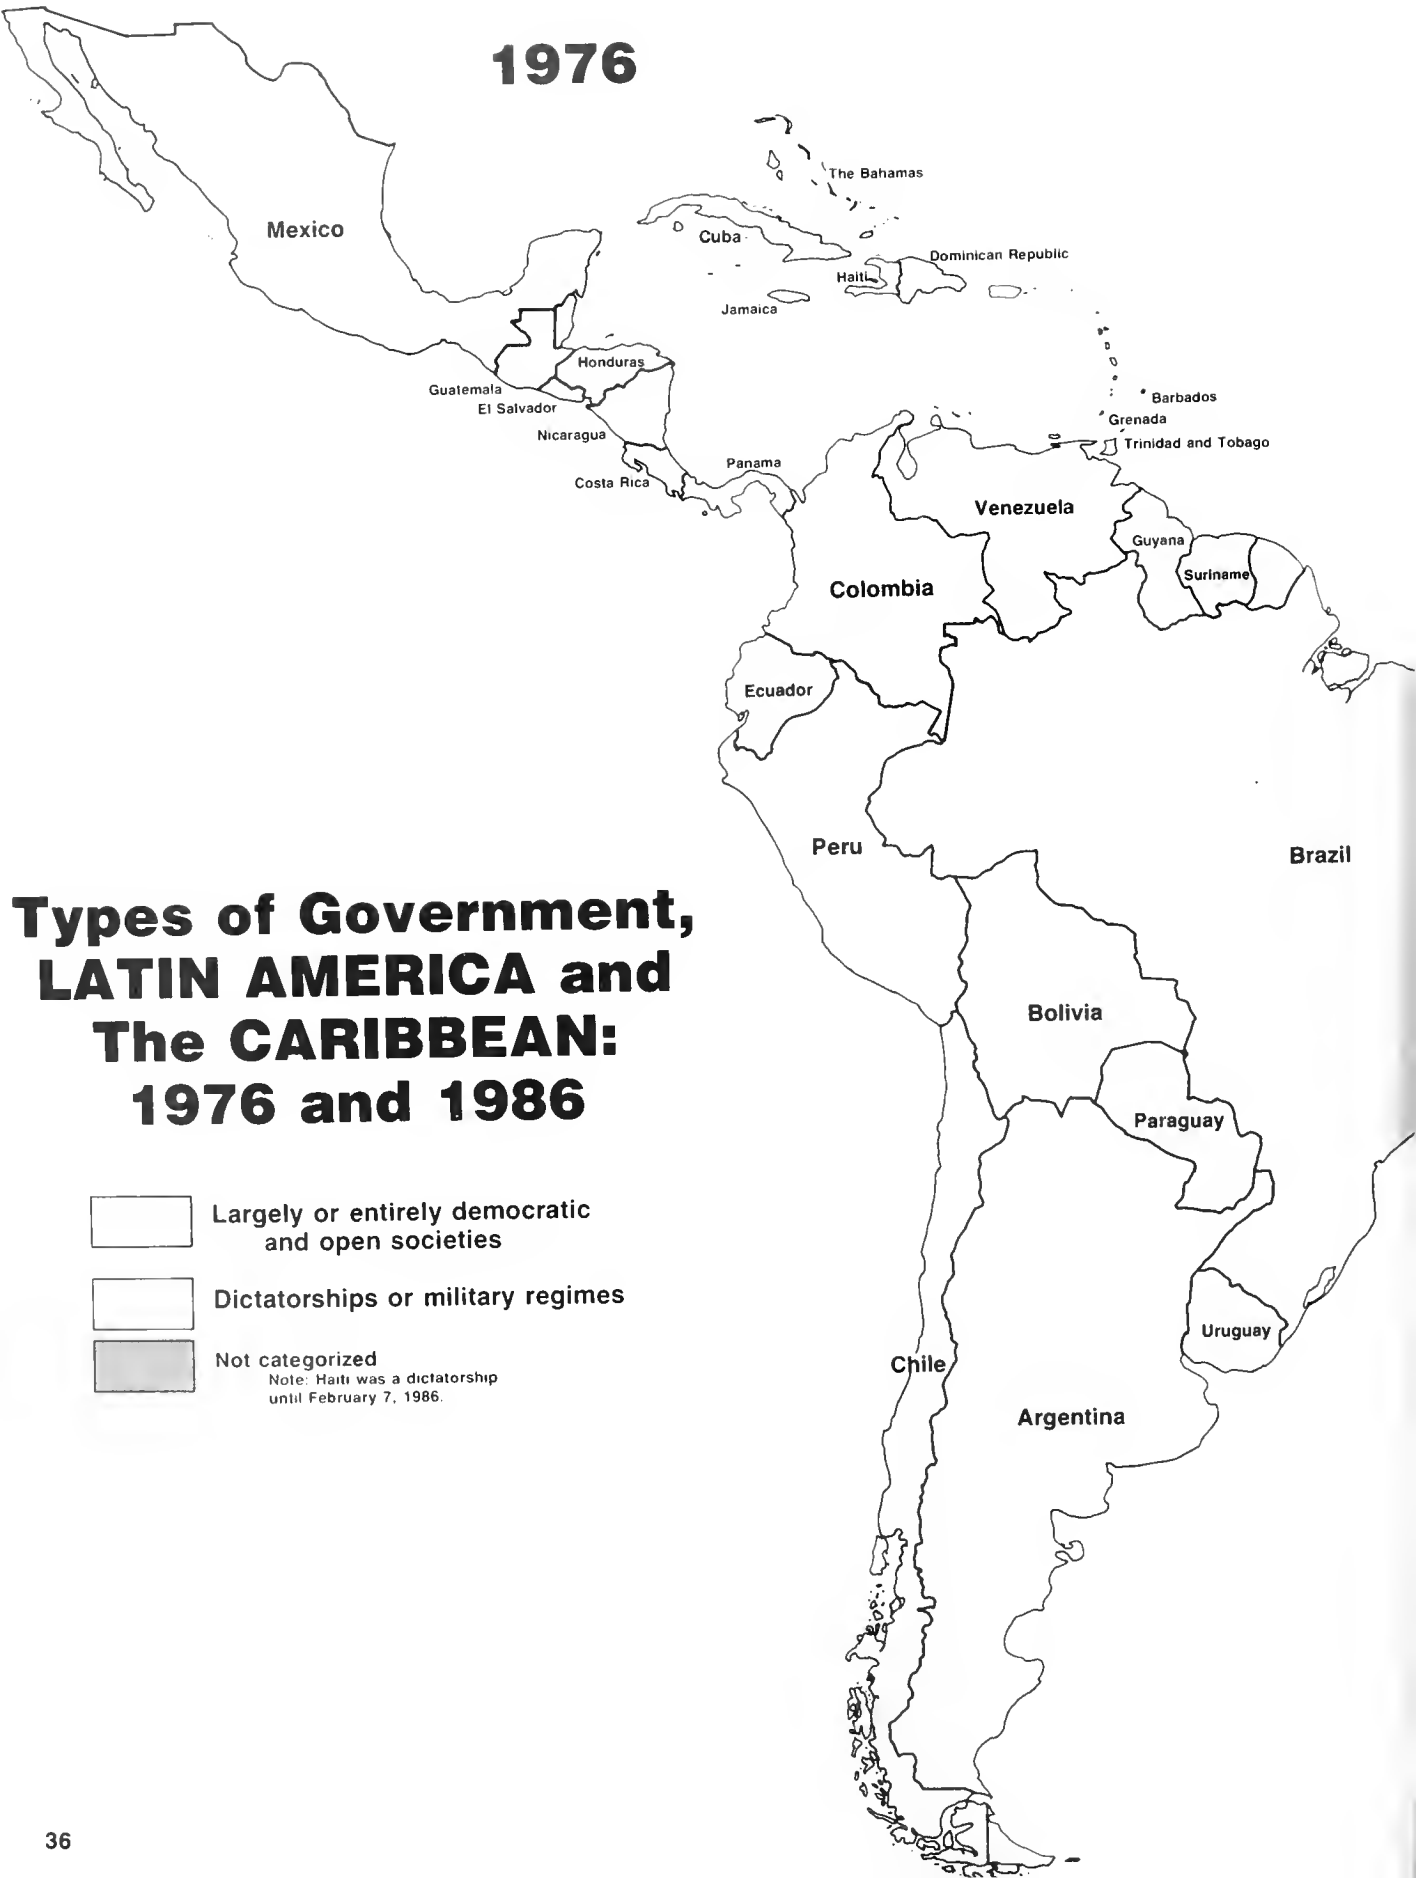 1976
The Bahamas
Mexico
Cuba
Dominican Republic
Haiti
Jamaica
Honduras
Guatemala
El Salvador
Barbados
Grenada
Nicaragua
Trinidad and Tobago
Panama
Costa Rica
Venezuela
Guyana
Suriname
Colombia
Ecuador
Peru
Brazil
Types of Government,
LATIN AMERICA and
The CARIBBEAN:
1976 and 1986
Bolivia
Paraguay
Largely or entirely democratic
and open societies
Dictatorships or military regimes
Uruguay
Not categorized
Note: Haiti was a dictatorship
until February 7, 1986.
Chile
Argentina
36